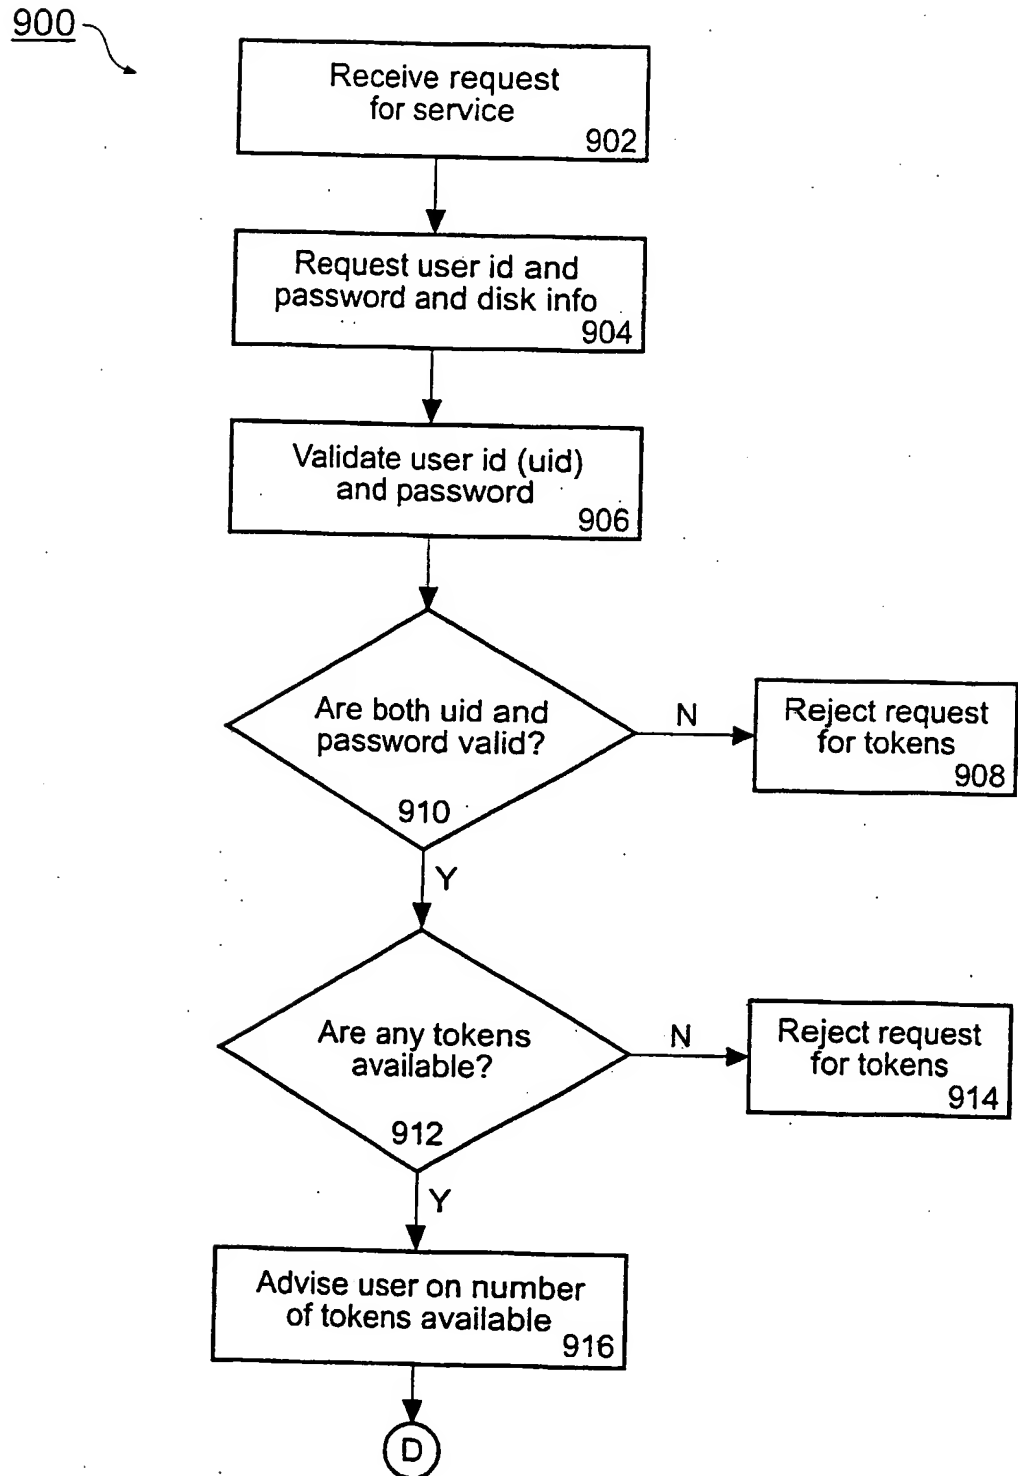 900
Receive request
for service
902
Request user id and
password and disk info
904
Validate user id (uid)
and password
906
Are both uid and
password valid?
910
N
Reject request
for tokens
908
Y
Are any tokens
available?
912
N
Reject request
for tokens
914
Y
Advise user on number
of tokens available
916
D